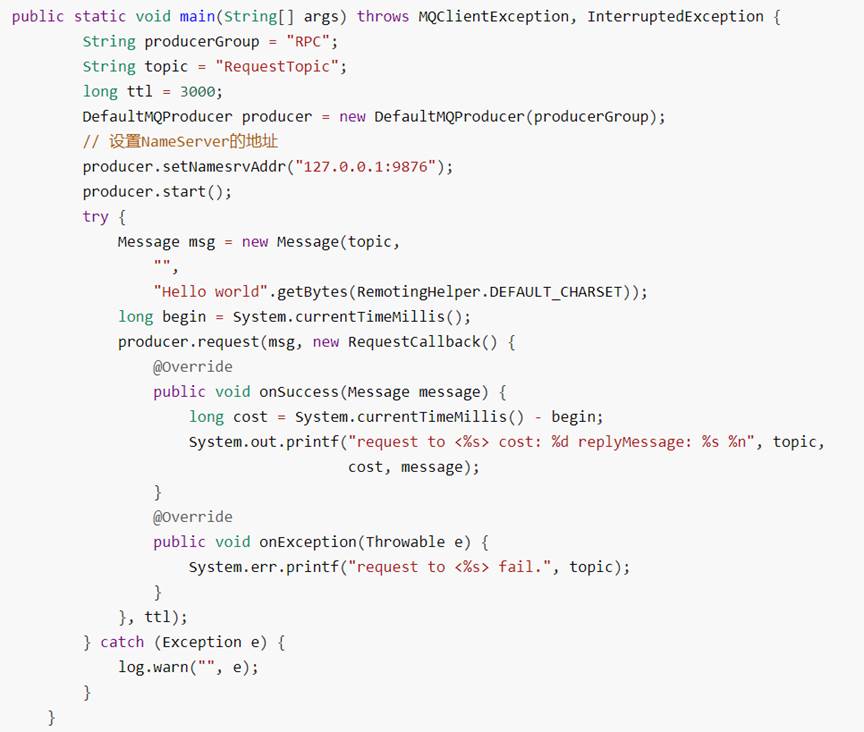 public static void main(String[] args) throws MQClientException, InterruptedException {
String producerGroup = "RPC";
String topic = "RequestTopic";
long ttl = 3000;
DefaultMQProducer producer = new DefaultMQProducer(producerGroup);
// 设置NameServer的地址
producer.setNamesrvAddr("127.0.0.1:9876");
producer.start();
try {
Message msg = new Message(topic,
"",
"Hello world".getBytes(RemotingHelper.DEFAULT_CHARSET));
long begin = System.currentTimeMillis();
producer.request(msg, new RequestCallback() {
@Override
public void onSuccess(Message message) {
long cost = System.currentTimeMillis() - begin;
System.out.printf("request to <%s> cost: %d replyMessage: %s %n", topic,
cost, message);
}
@Override
public void onException(Throwable e) {
System.err.printf("request to <%s> fail.", topic);
}
}, ttl);
} catch (Exception e) {
log.warn("", e);
}
}